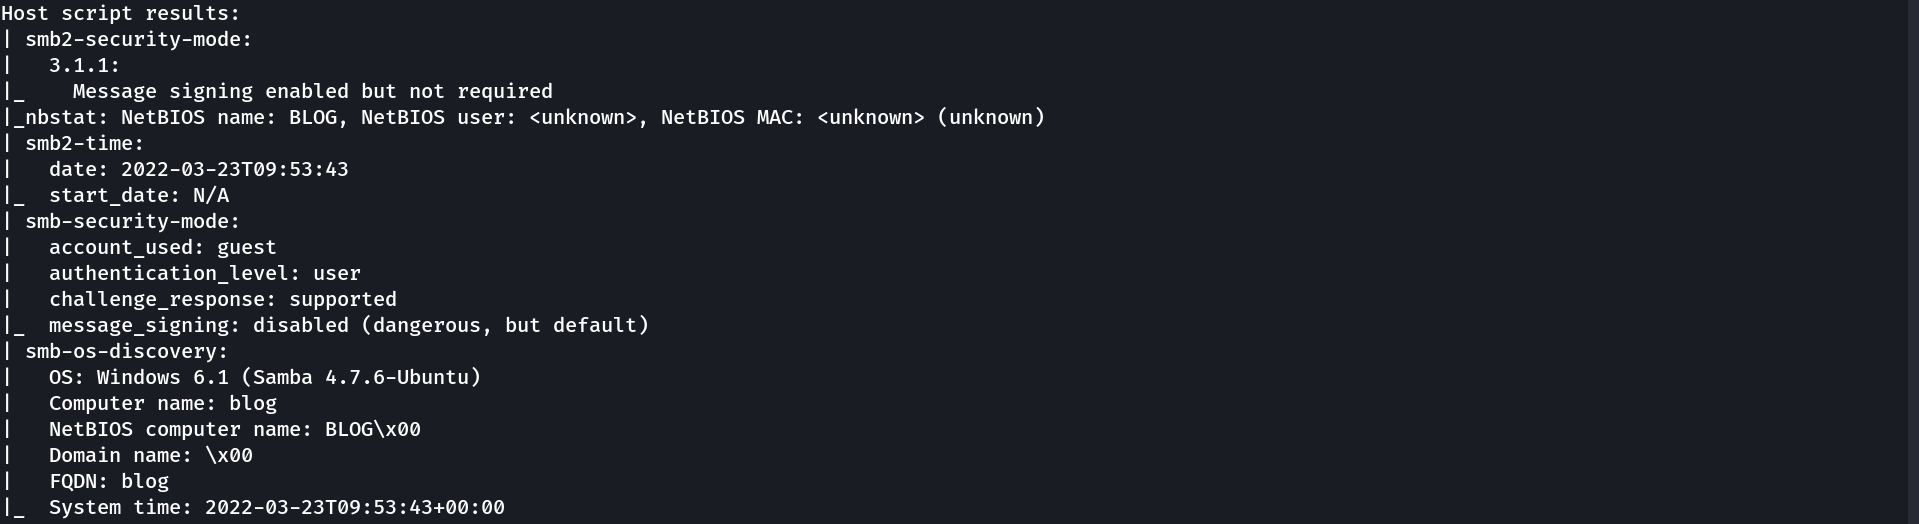 Host script results:
| smb2-security-mode:
|   3.1.1:
|_    Message signing enabled but not required
|_nbstat: NetBIOS name: BLOG, NetBIOS user: <unknown>, NetBIOS MAC: <unknown> (unknown)
| smb2-time:
|   date: 2022-03-23T09:53:43
|_  start_date: N/A
| smb-security-mode:
|   account_used: guest
|   authentication_level: user
|   challenge_response: supported
|_  message_signing: disabled (dangerous, but default)
| smb-os-discovery:
|   OS: Windows 6.1 (Samba 4.7.6-Ubuntu)
|   Computer name: blog
|   NetBIOS computer name: BLOG\x00
|   Domain name: \x00
|   FQDN: blog
|_  System time: 2022-03-23T09:53:43+00:00